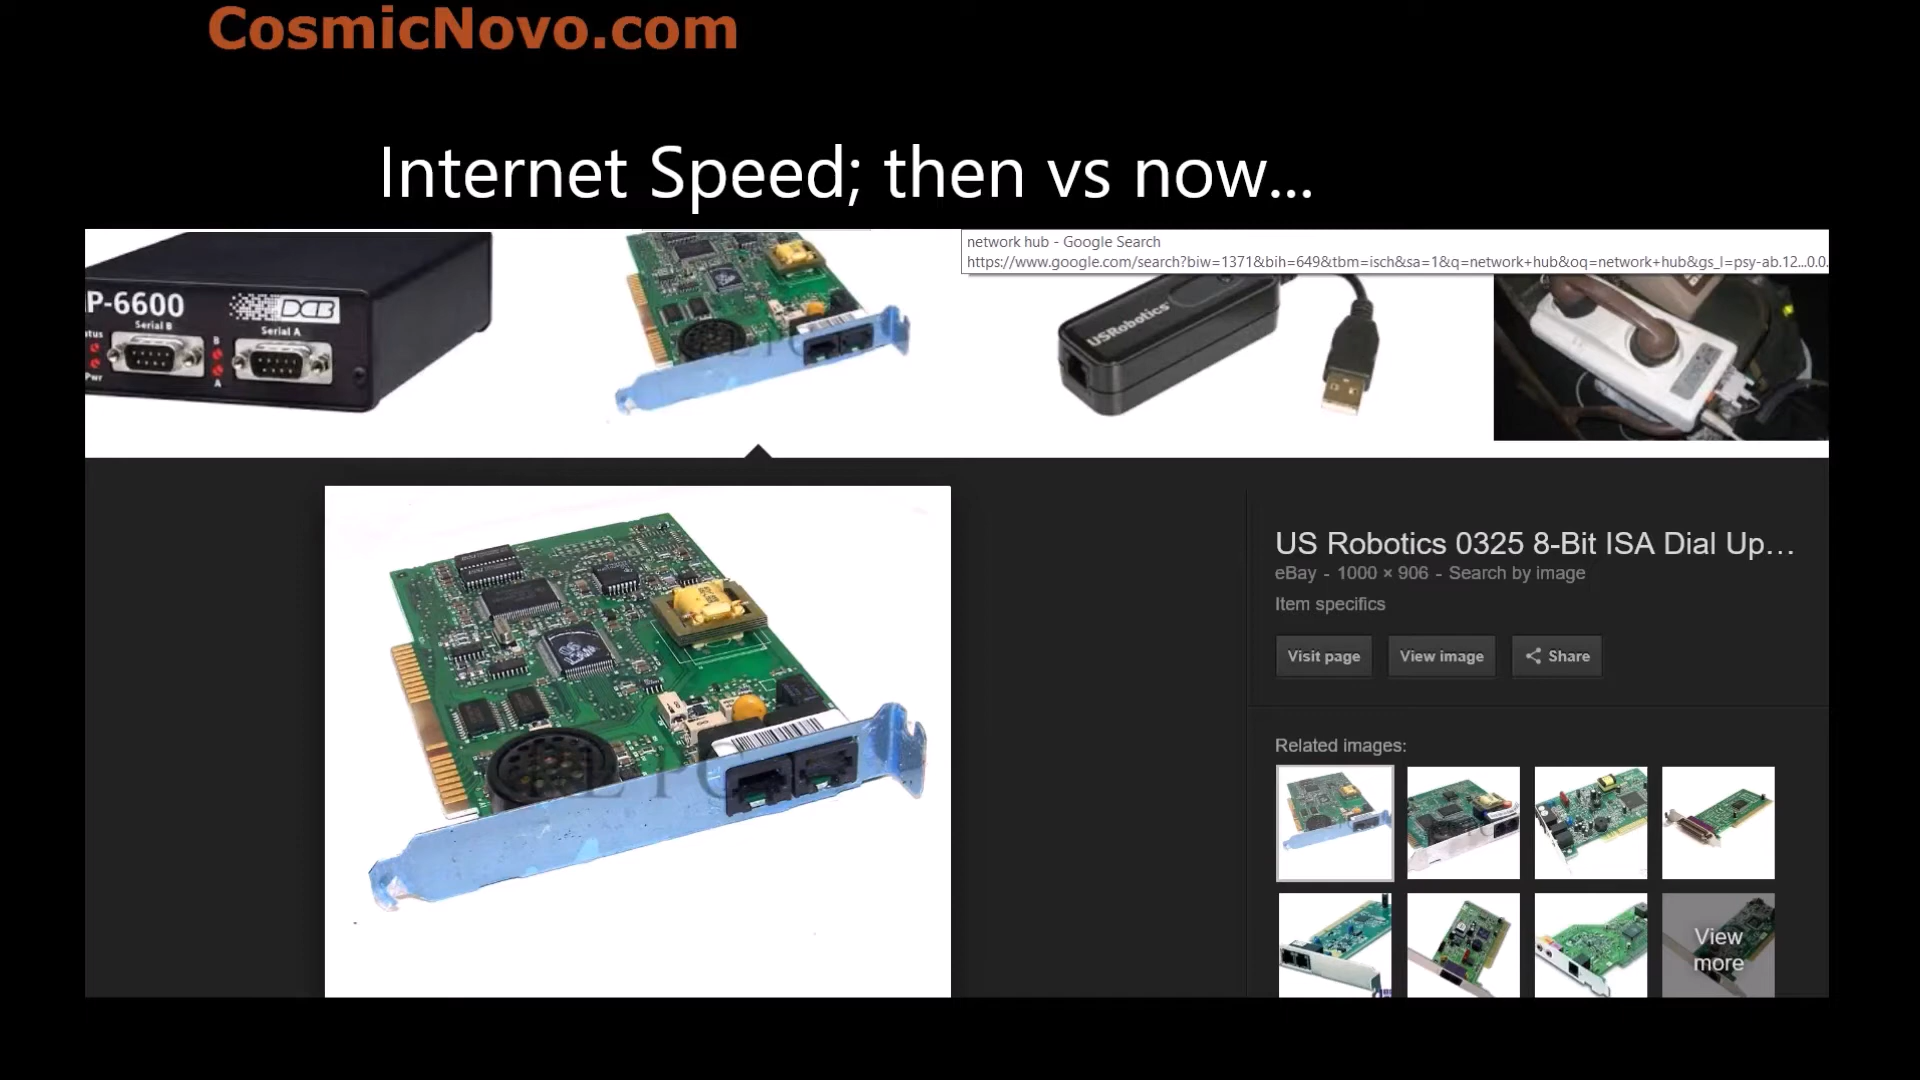 CosmicNovo.com
Internet Speed; then vs now...
network hub - Google Search
https://www.google.com/search?biw=1371&bih=649&tbm=isch&sa=1&q=network+hub&oq=network+hub&gs_l=psy-ab.12...0.0.
P-6600
DCB
Serial B
Serial A
B
A
Pwr
USRobotics
US Robotics 0325 8-Bit ISA Dial Up...
eBay - 1000 × 906 - Search by image
Item specifics
Visit page
View image
Share
Related images:
View
more